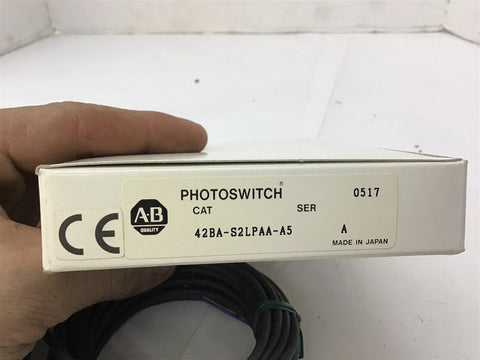 PHOTOSWITCH®
0517
CAT SER
42BA-S2LPAA-A5 A
MADE IN JAPAN
CE
A-B
QUALITY